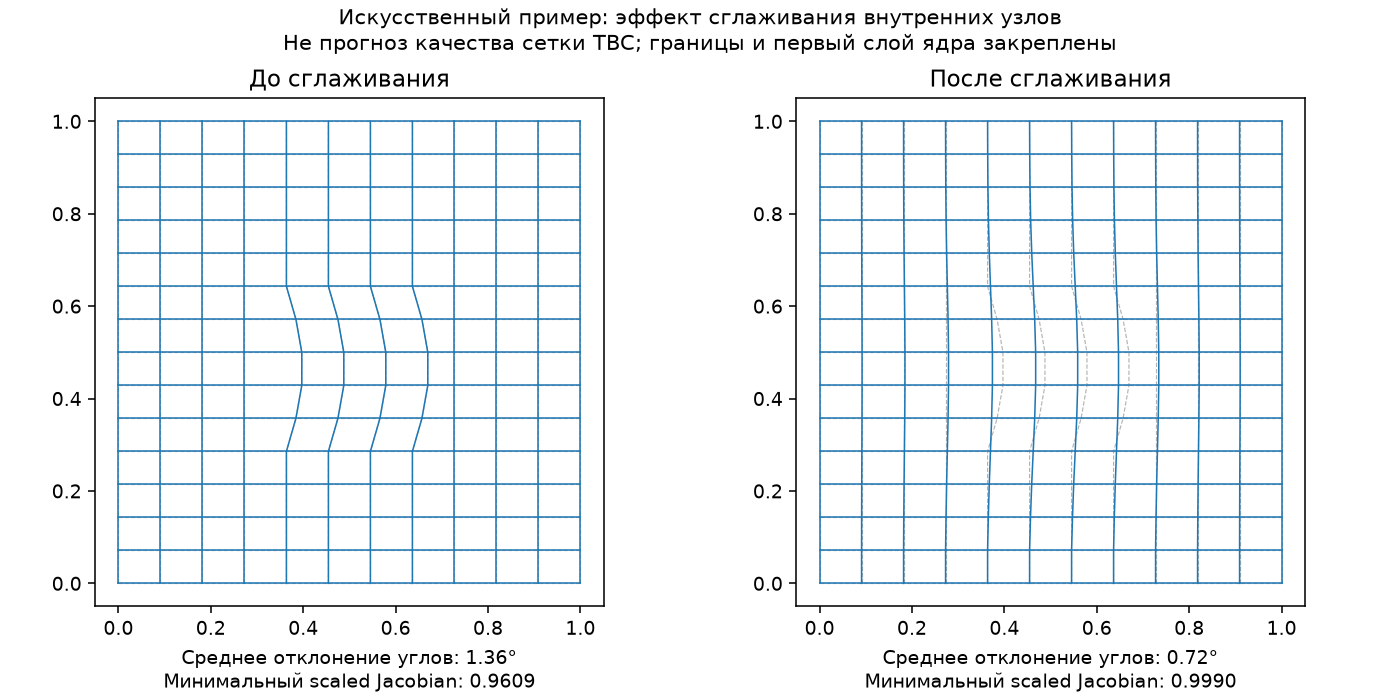 Искусственный пример: эффект сглаживания внутренних узлов
Не прогноз качества сетки ТВС; границы и первый слой ядра закреплены
До сглаживания
1.0
0.8
0.6
0.4
0.2
0.0
0.0 0.2 0.4 0.6 0.8 1.0
Среднее отклонение углов: 1.36°
Минимальный scaled Jacobian: 0.9609
После сглаживания
1.0
0.8
0.6
0.4
0.2
0.0
0.0 0.2 0.4 0.6 0.8 1.0
Среднее отклонение углов: 0.72°
Минимальный scaled Jacobian: 0.9990